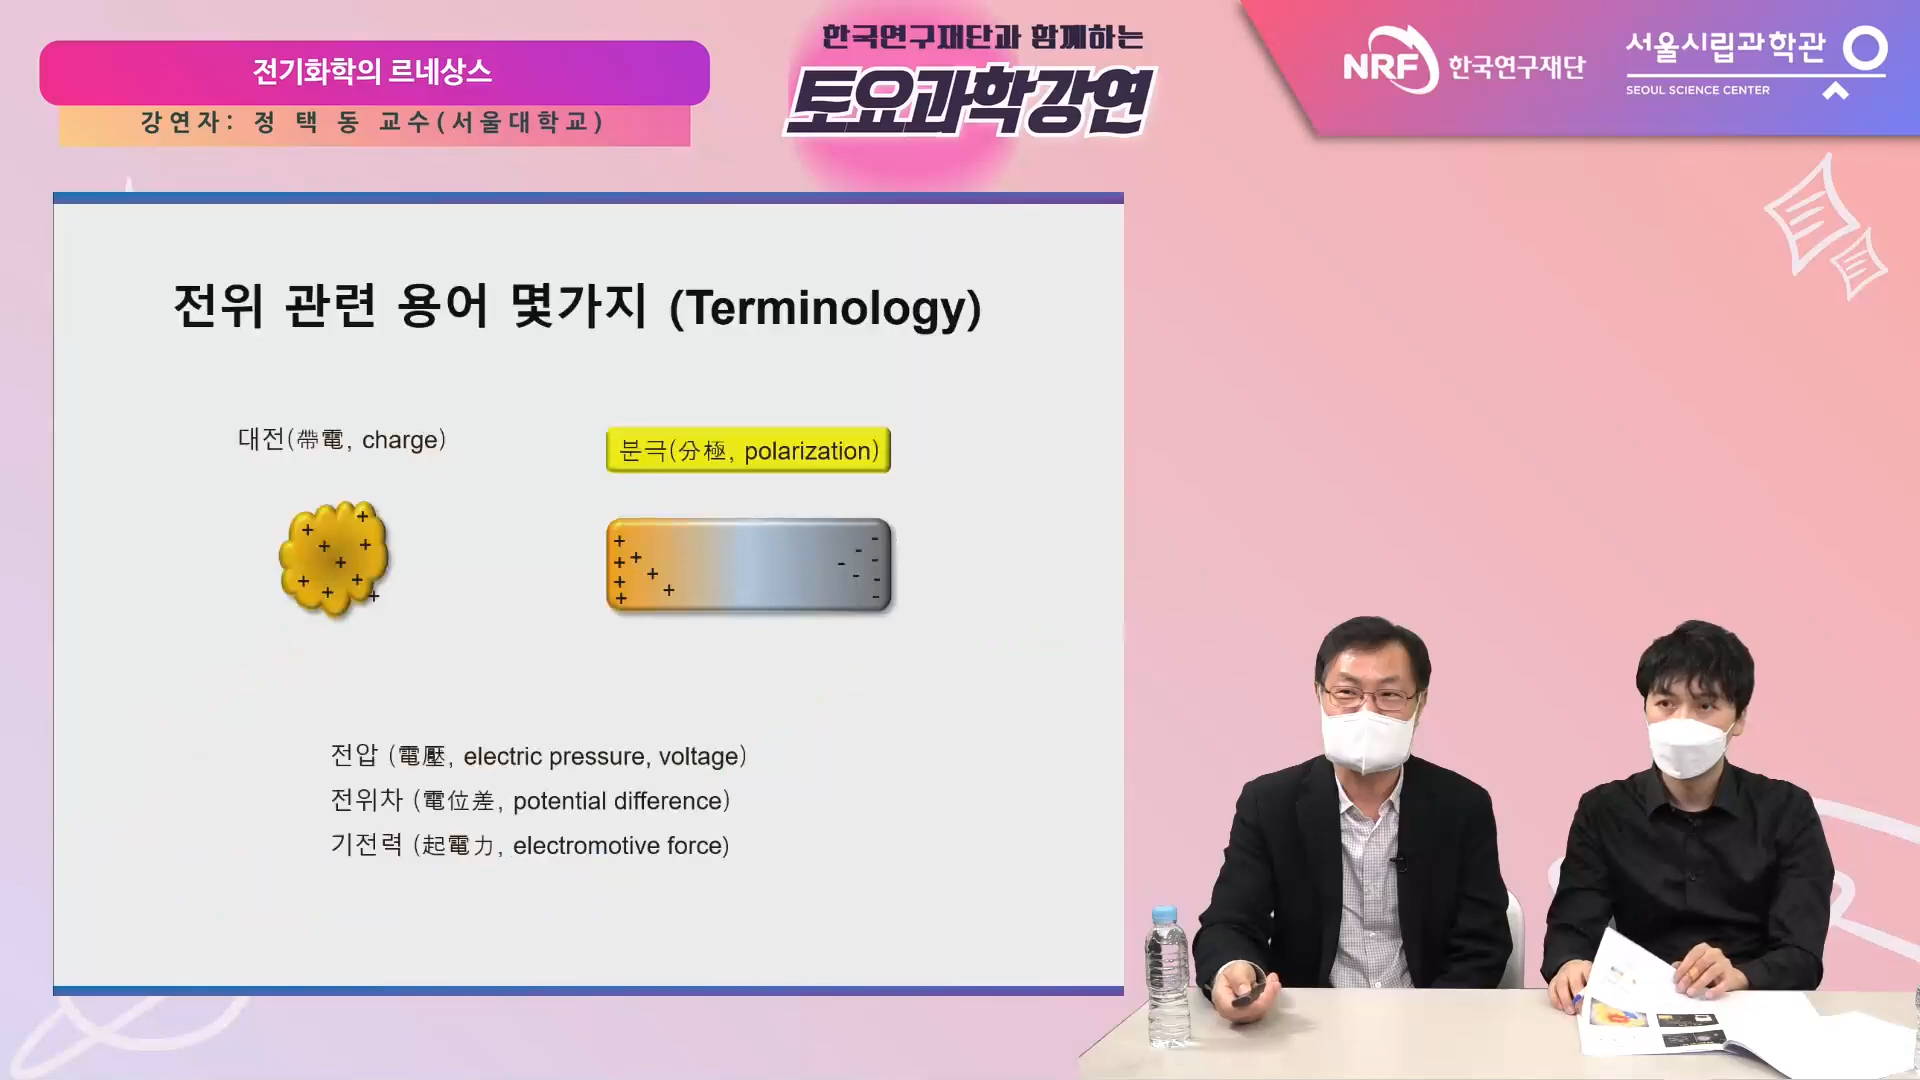 전기화학의 르네상스
강연자: 정 택 동 교수(서울대학교)
한국연구재단과 함께하는
토요과학강연
NRF 한국연구재단
서울시립과학관
SEOUL SCIENCE CENTER
전위 관련 용어 몇가지 (Terminology)
대전(帶電, charge)
분극(分極, polarization)
전압 (電壓, electric pressure, voltage)
전위차 (電位差, potential difference)
기전력 (起電力, electromotive force)